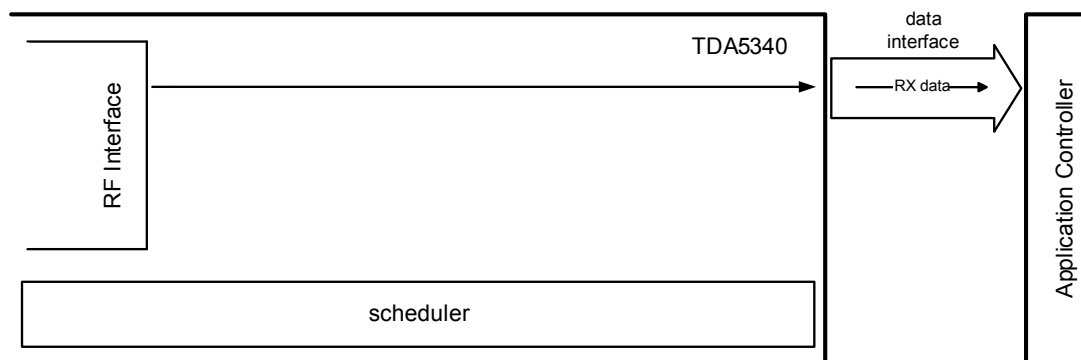 data
interface
TDA5340
RX data
RF Interface
Application Controller
scheduler